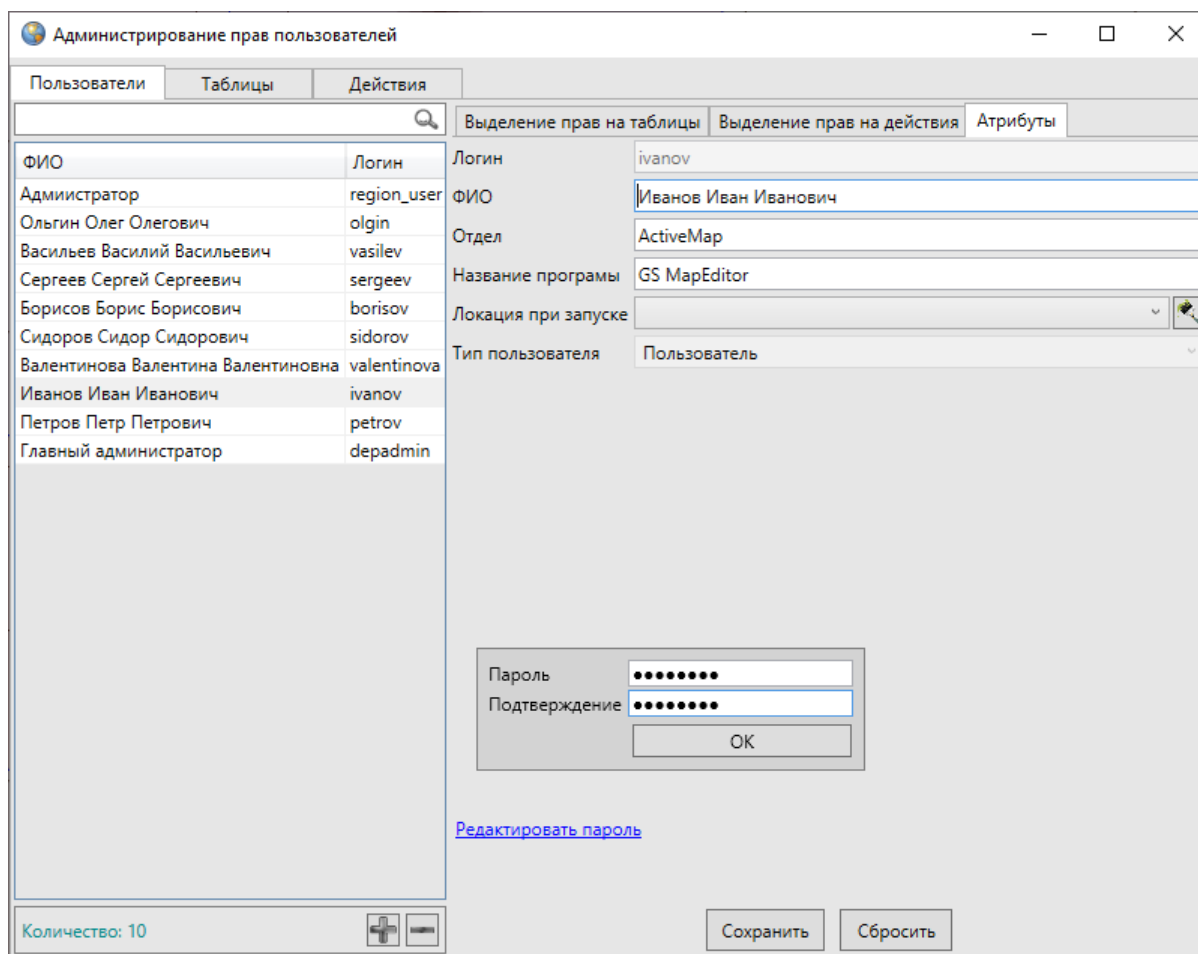 Администрирование прав пользователей
Пользователи Таблицы Действия
ФИО Логин
Адмиистратор region_user
Ольгин Олег Олегович olgin
Васильев Василий Васильевич vasilev
Сергеев Сергей Сергеевич sergeev
Борисов Борис Борисович borisov
Сидоров Сидор Сидорович sidorov
Валентинова Валентина Валентиновна valentinova
Иванов Иван Иванович ivanov
Петров Петр Петрович petrov
Главный администратор depadmin
Количество: 10
Выделение прав на таблицы Выделение прав на действия Атрибуты
Логин ivanov
ФИО Иванов Иван Иванович
Отдел ActiveMap
Название програмы GS MapEditor
Локация при запуске
Тип пользователя Пользователь
Пароль ●●●●●●●●
Подтверждение ●●●●●●●●
OK
Редактировать пароль
Сохранить Сбросить